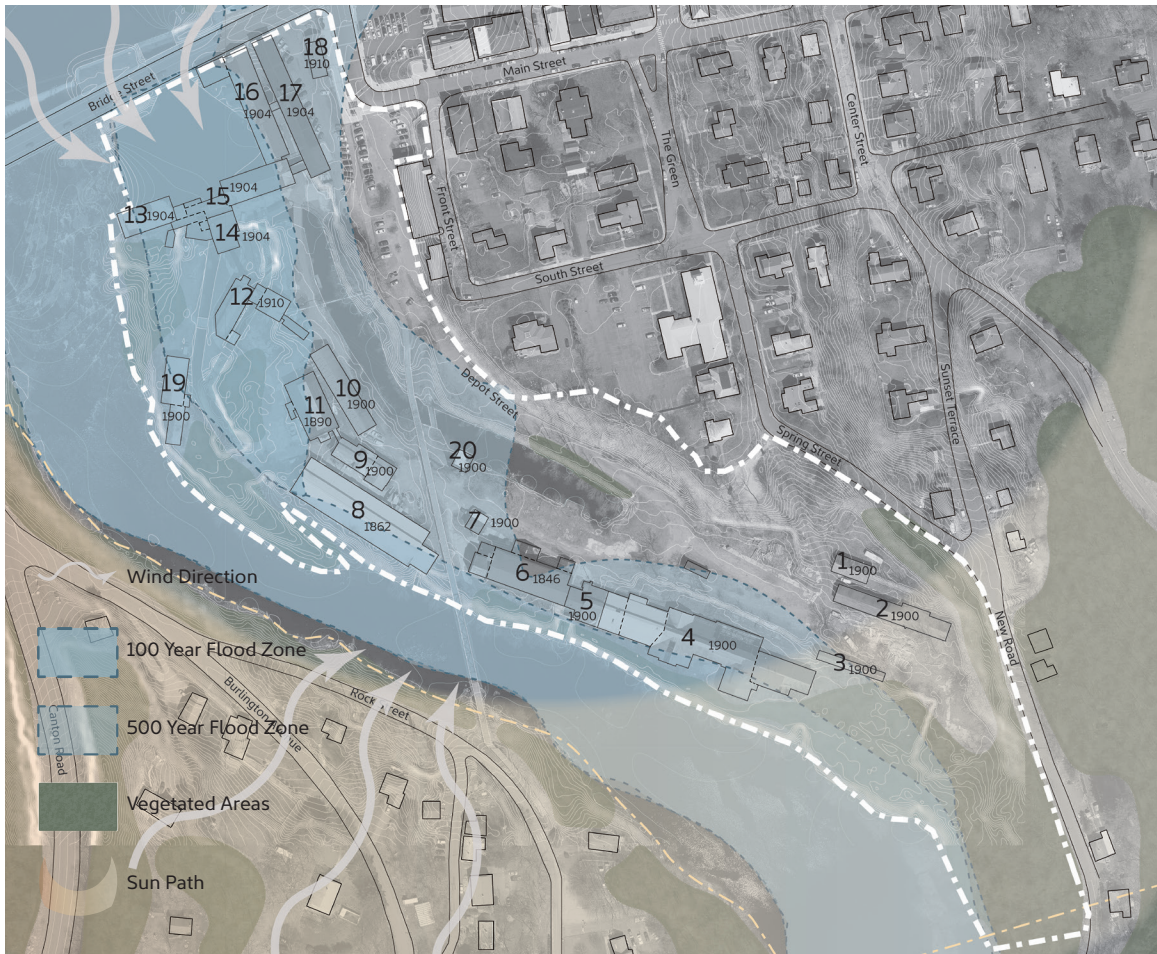 18
1910
Main Street
Bridge Street
16
1904
17
1904
Center Street
The Green
15
1904
13
1904
14
1904
Front Street
South Street
12
1910
Depot Street
19
1900
10
1900
11
1890
Sunset Terrace
Spring Street
9
1900
20
1900
8
1862
7
1900
6
1846
5
1900
4
1900
1
1900
2
1900
3
1900
New Road
Wind Direction
100 Year Flood Zone
Burlington Avenue
Rock Street
Canton Road
500 Year Flood Zone
Vegetated Areas
Sun Path